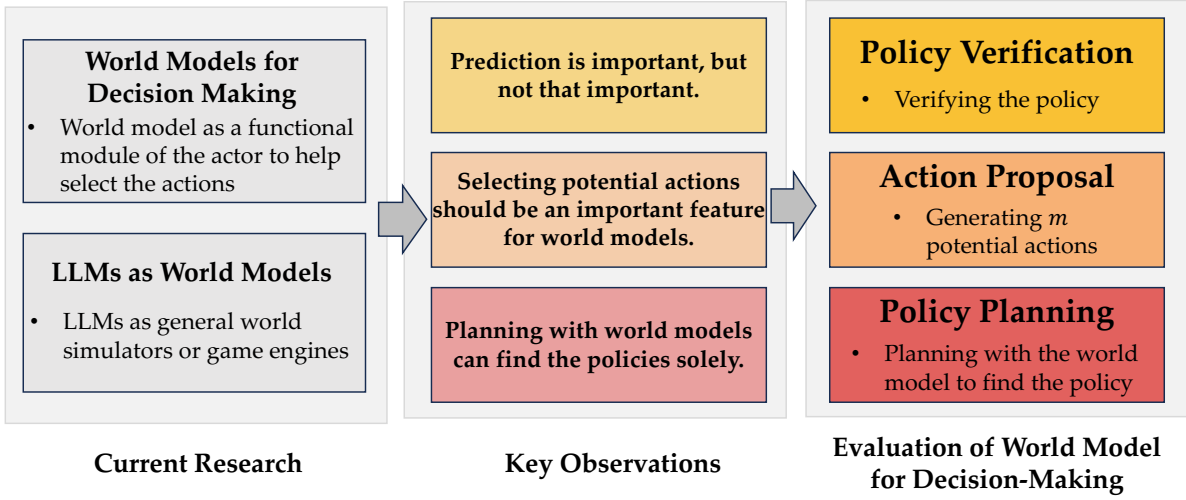 World Models for
Decision Making
• World model as a functional
module of the actor to help
select the actions
LLMs as World Models
• LLMs as general world
simulators or game engines
Current Research
Prediction is important, but
not that important.
Selecting potential actions
should be an important feature
for world models.
Planning with world models
can find the policies solely.
Key Observations
Policy Verification
• Verifying the policy
Action Proposal
• Generating m
potential actions
Policy Planning
• Planning with the world
model to find the policy
Evaluation of World Model
for Decision-Making